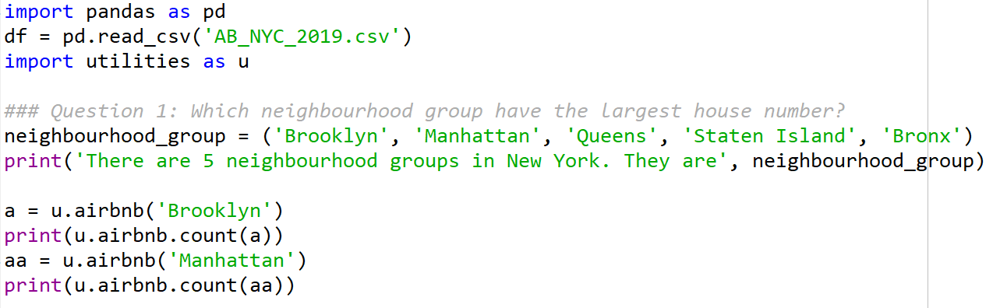 import pandas as pd
df = pd.read_csv('AB_NYC_2019.csv')
import utilities as u
### Question 1: Which neighbourhood group have the largest house number?
neighbourhood_group = ('Brooklyn', 'Manhattan', 'Queens', 'Staten Island', 'Bronx')
print('There are 5 neighbourhood groups in New York. They are', neighbourhood_group)
a = u.airbnb('Brooklyn')
print(u.airbnb.count(a))
aa = u.airbnb('Manhattan')
print(u.airbnb.count(aa))